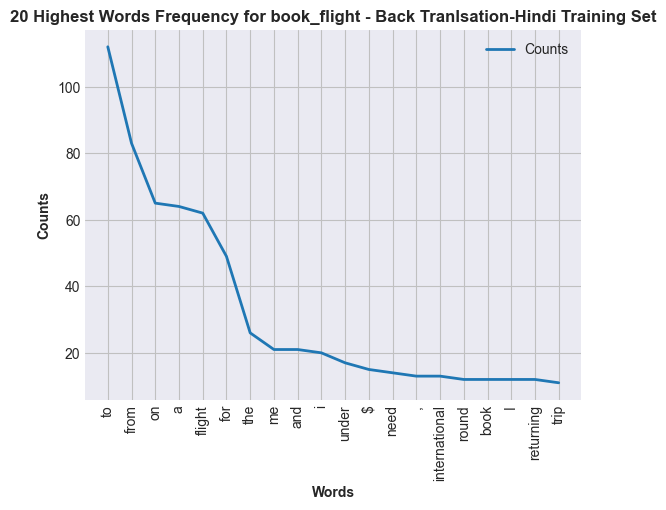 20 Highest Words Frequency for book_flight - Back Tranlsation-Hindi Training Set
Counts
100
80
60
40
20
Counts
to
from
on
a
flight
for
the
me
and
i
under
$
need
,
international
round
book
I
returning
trip
Words